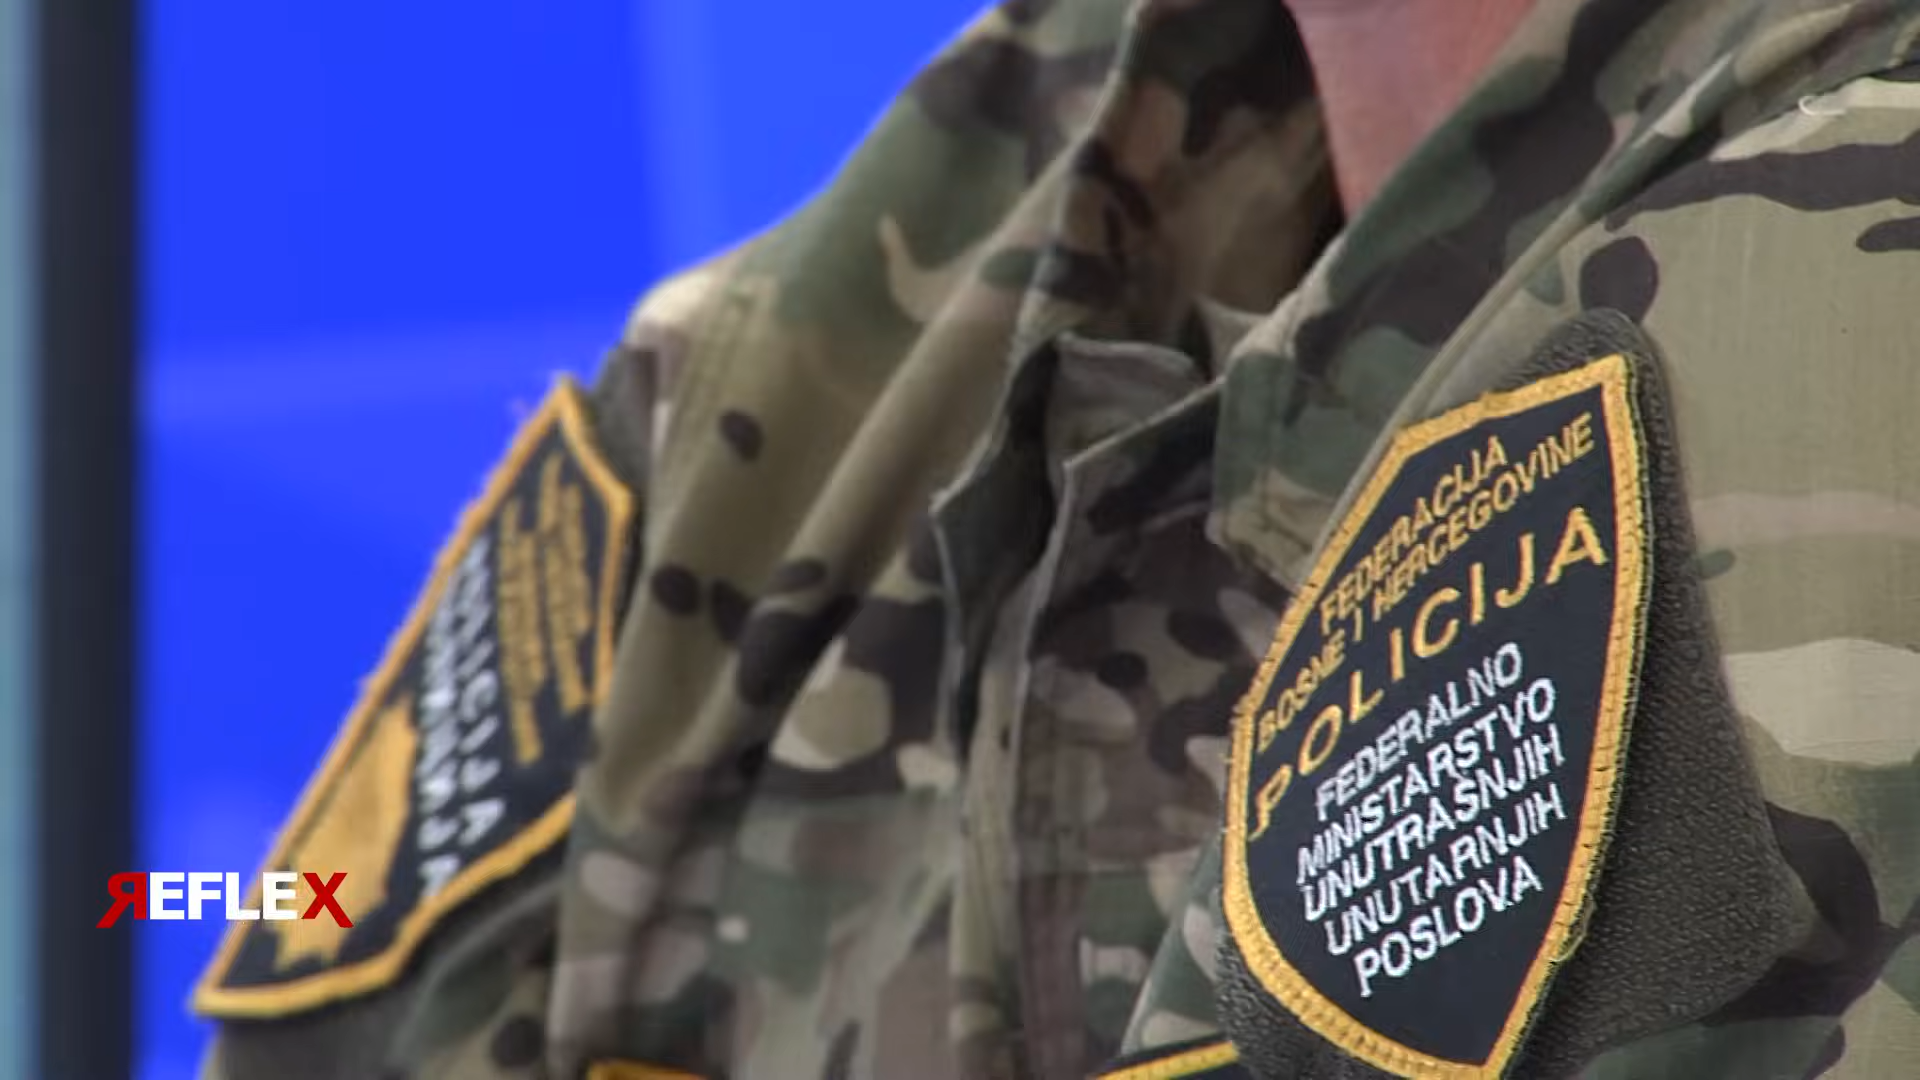 FEDERACIJA
BOSNE I HERCEGOVINE
POLICIJA
FEDERALNO
MINISTARSTVO
UNUTRAŠNJIH
UNUTARNJIH
POSLOVA
POLICIJA
REFLEX